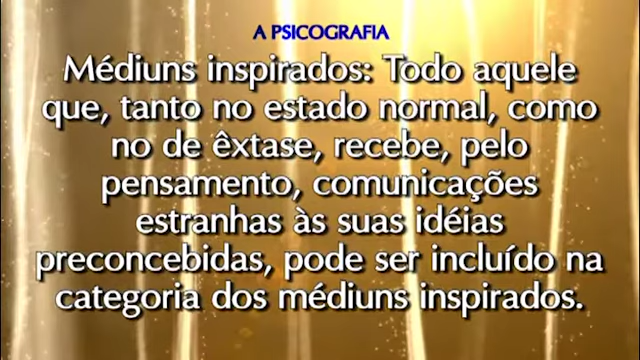 A PSICOGRAFIA
Médiuns inspirados: Todo aquele
que, tanto no estado normal, como
no de êxtase, recebe, pelo
pensamento, comunicações
estranhas às suas idéias
preconcebidas, pode ser incluído na
categoria dos médiuns inspirados.